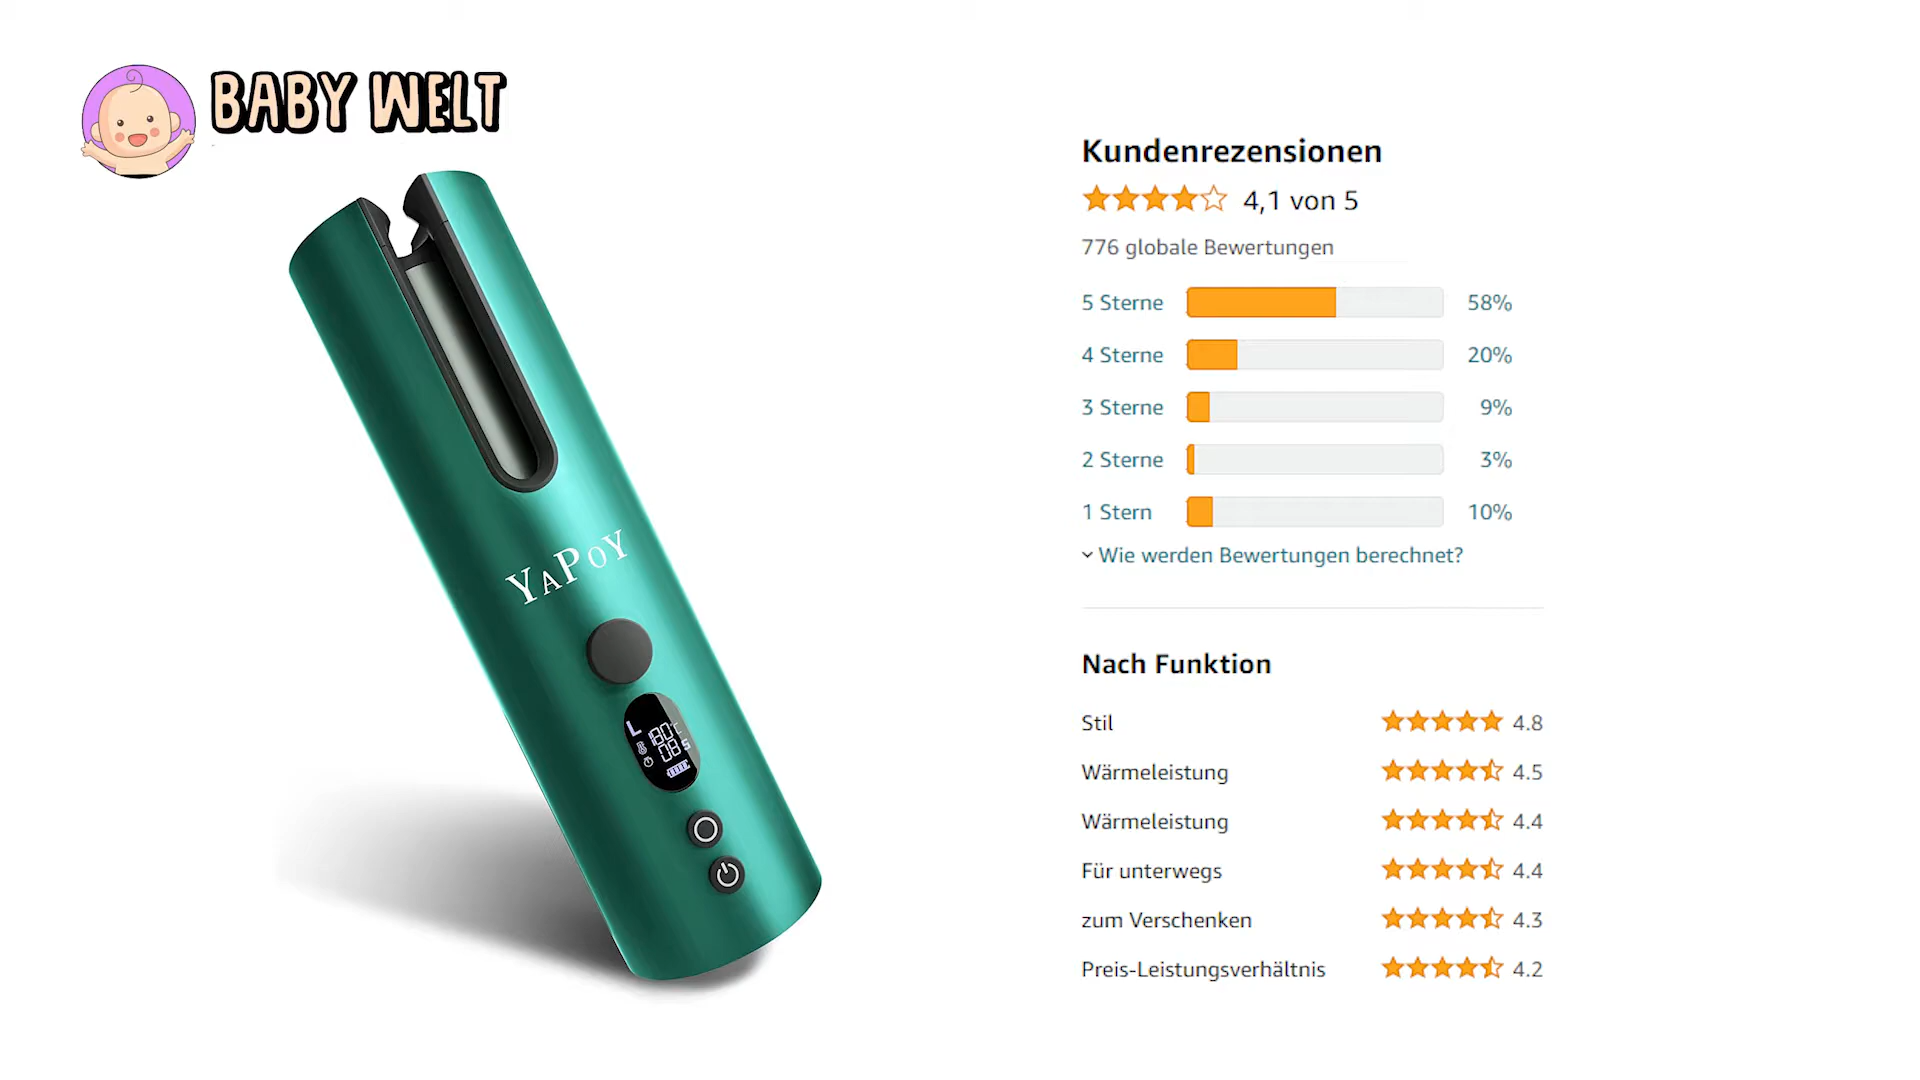 BABY WELT
YAPOY
L
180°C
08s
Kundenrezensionen
4,1 von 5
776 globale Bewertungen
5 Sterne 58%
4 Sterne 20%
3 Sterne 9%
2 Sterne 3%
1 Stern 10%
Wie werden Bewertungen berechnet?
Nach Funktion
Stil 4.8
Wärmeleistung 4.5
Wärmeleistung 4.4
Für unterwegs 4.4
zum Verschenken 4.3
Preis-Leistungsverhältnis 4.2